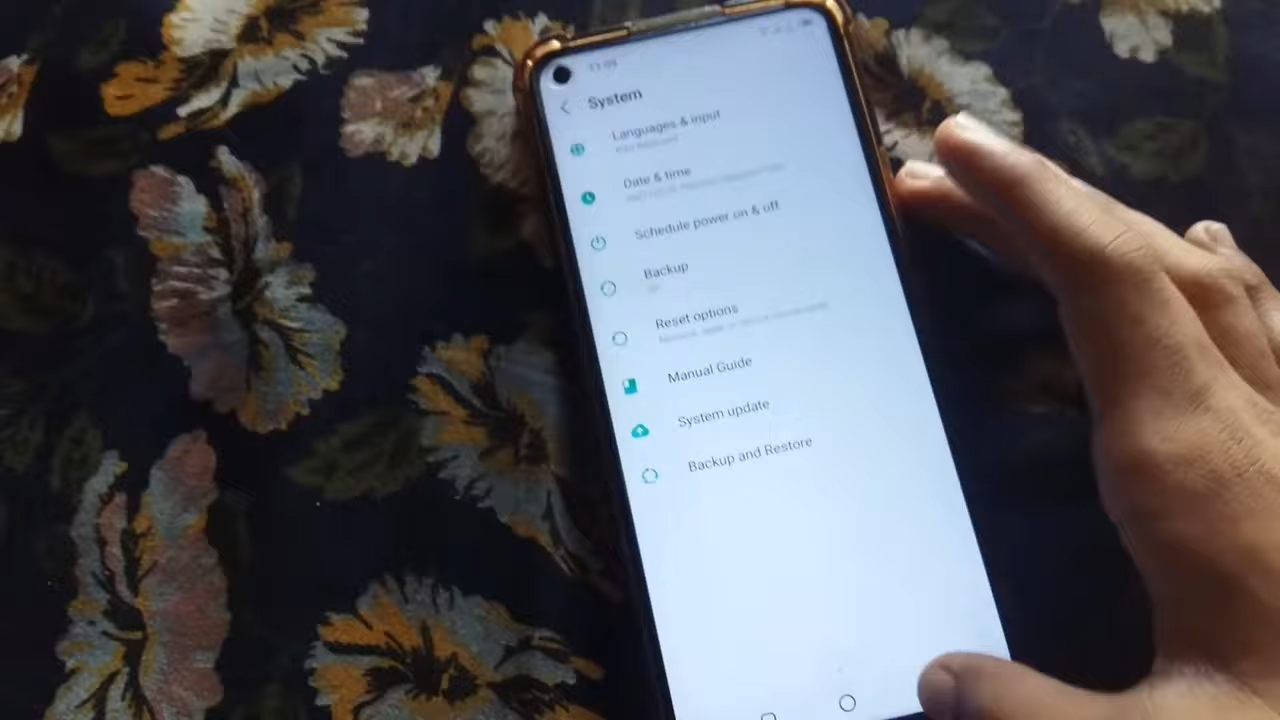 System
Languages & input
Date & time
Schedule power on & off
Backup
Reset options
Manual Guide
System update
Backup and Restore